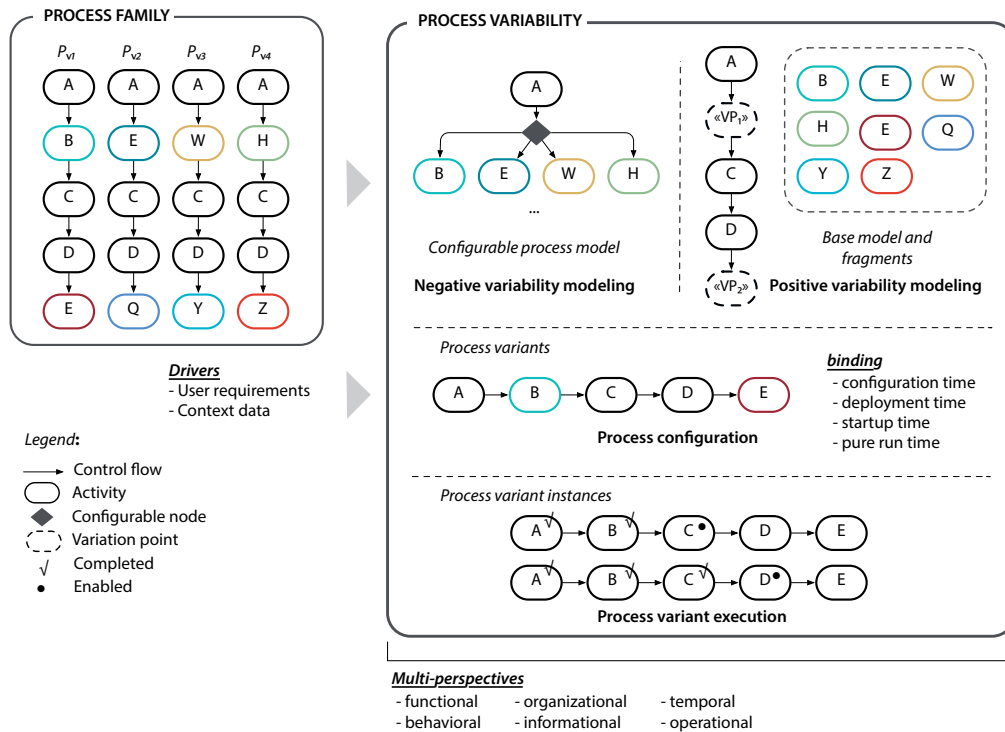 PROCESS FAMILY
Pv1 Pv2 Pv3 Pv4
A A A A
B E W H
C C C C
D D D D
E Q Y Z
Drivers
- User requirements
- Context data
Legend:
Control flow
Activity
Configurable node
Variation point
√ Completed
Enabled
PROCESS VARIABILITY
A
B E W H
...
Configurable process model
Negative variability modeling
A
«VP1»
C
D
«VP2»
B E W
H E Q
Y Z
Base model and
fragments
Positive variability modeling
Process variants
A B C D E
Process configuration
binding
- configuration time
- deployment time
- startup time
- pure run time
Process variant instances
A√ B√ C D E
A√ B√ C√ D E
Process variant execution
Multi-perspectives
- functional - organizational - temporal
- behavioral - informational - operational